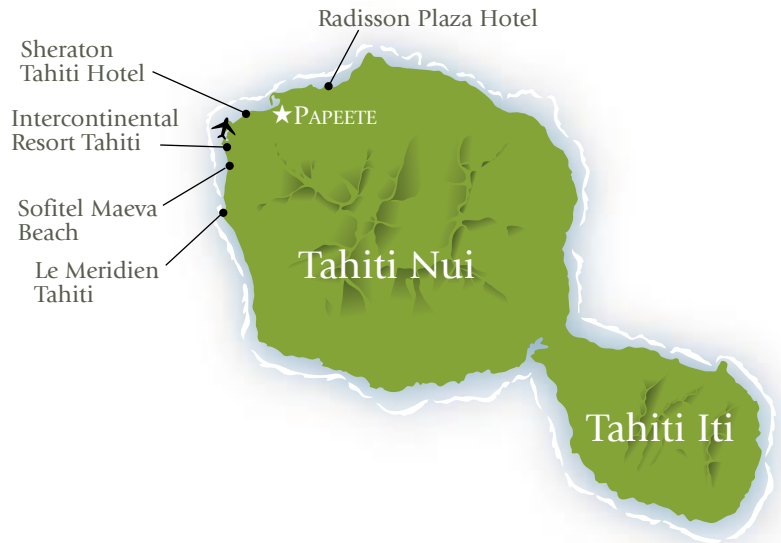 Radisson Plaza Hotel
Sheraton
Tahiti Hotel
Intercontinental
Resort Tahiti
PAPEETE
Sofitel Maeva
Beach
Le Meridien
Tahiti
Tahiti Nui
Tahiti Iti